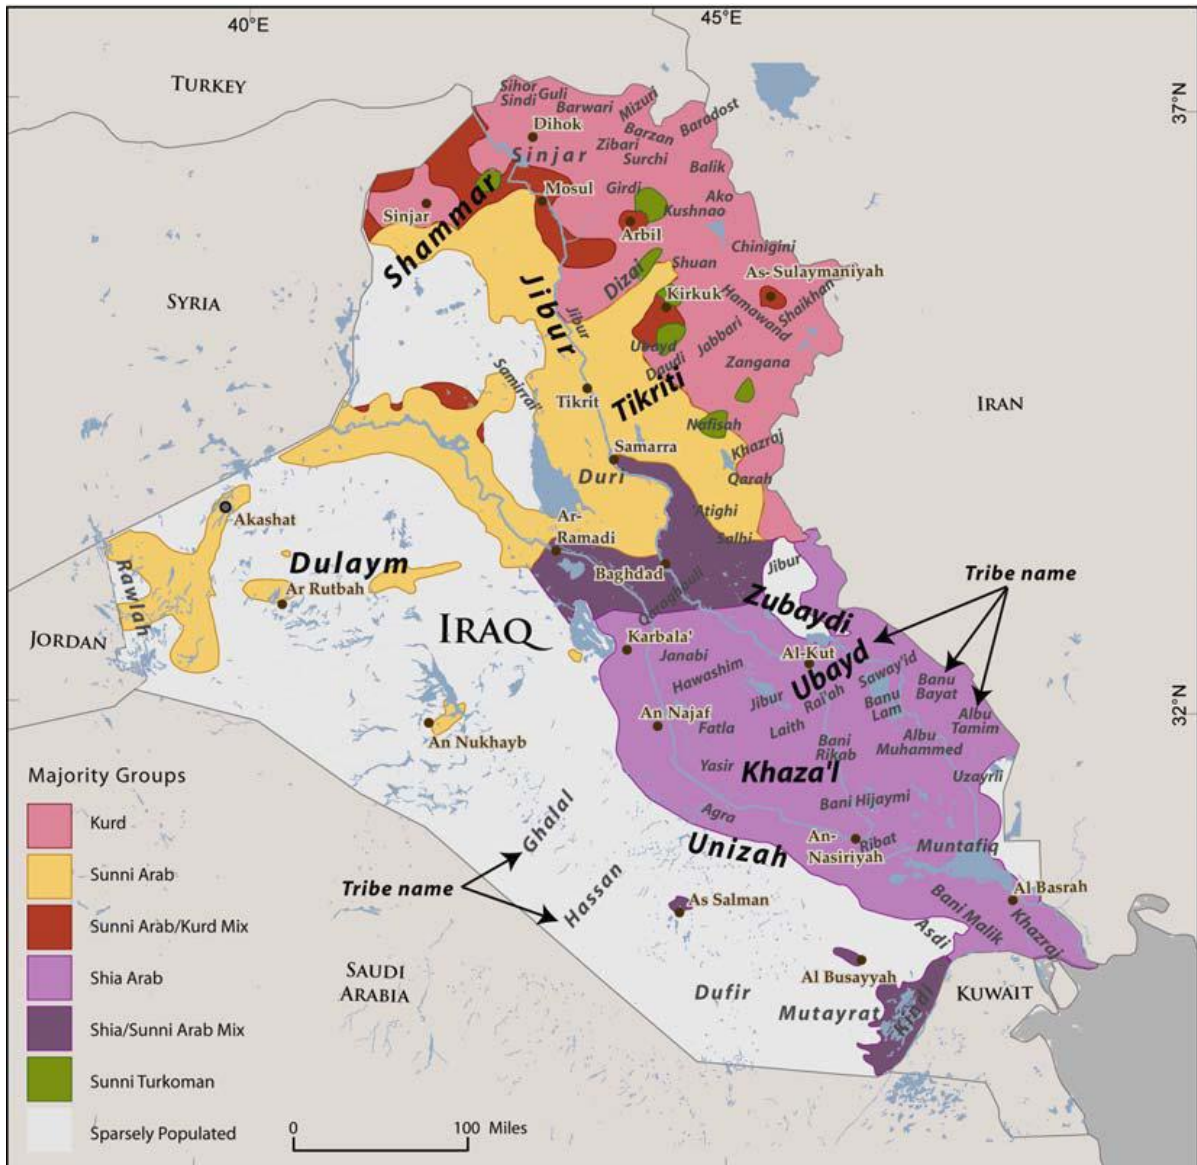 40°E
45°E
37°N
32°N
TURKEY
SYRIA
IRAN
JORDAN
IRAQ
SAUDI
ARABIA
KUWAIT
Sihor
Sindi
Guli
Barwari
Mizuri
Baradost
Dihok
Sinjar
Zibari
Barzan
Surchi
Balik
Mosul
Girdi
Ako
Kushnao
Sinjar
Shammar
Arbil
Chinigini
Dizai
Shuan
As-Sulaymaniyah
Jibur
Jibur
Kirkuk
Hamawand
Shaikhan
Ubayd
Jabbari
Daudi
Zangana
Samirrai"
Tikrit
Tikriti
Nafisah
Khazraj
Samarra
Duri
Qarah
Akashat
Ar-
Ramadi
Atighi
Salhi
Rawlah
Dulaym
Ar Rutbah
Baghdad
Jibur
Qaraghuli
Zubaydi
Tribe name
Karbala'
Janabi
Al-Kut
Ubayd
Hawashim
Saway'id
Banu
Bayat
Jibur
Rai'ah
Banu
Lam
Albu
Tamim
An Najaf
Fatla
Laith
Bani
Rikab
Albu
Muhammed
An Nukhayb
Yasir
Khaza'l
Uzayrli
Agra
Bani Hijaymi
Ghalal
Unizah
An-
Nasiriyah
Ribat
Muntafiq
Tribe name
Hassan
As Salman
Al Basrah
Bani Malik
Khazraj
Asdi
Al Busayyah
Dufir
Mutayrat
Kindi
Majority Groups
Kurd
Sunni Arab
Sunni Arab/Kurd Mix
Shia Arab
Shia/Sunni Arab Mix
Sunni Turkoman
Sparsely Populated
0
100 Miles